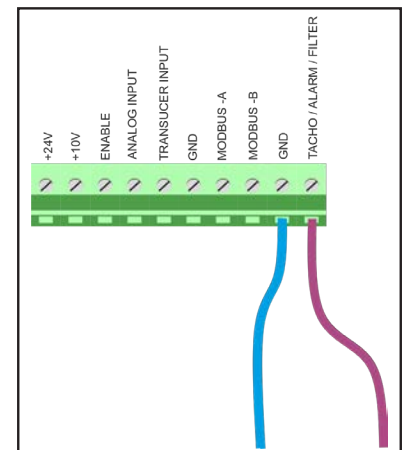 +24V
+10V
ENABLE
ANALOG INPUT
TRANSUCER INPUT
GND
MODBUS -A
MODBUS -B
GND
TACHO / ALARM / FILTER